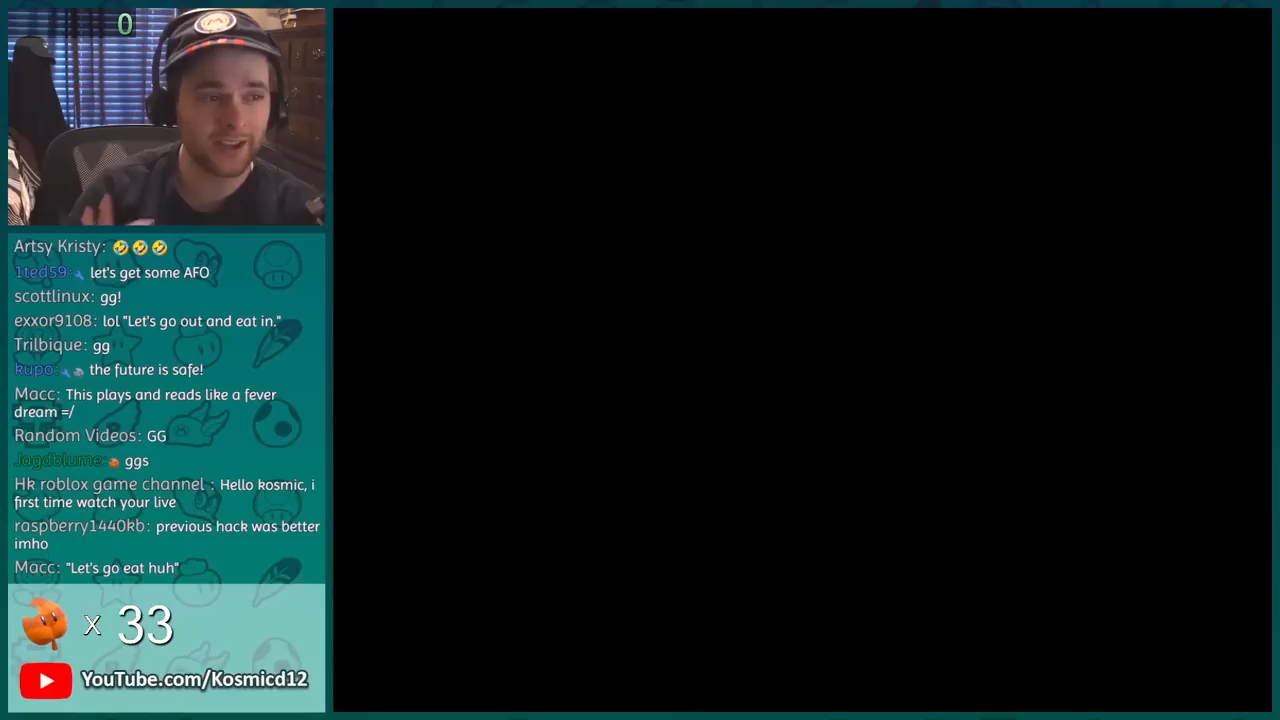 0
Artsy Kristy: 🤣🤣🤣
1ted59: let's get some AFO
scottlinux: gg!
exxor9108: lol "Let's go out and eat in."
Trilbique: gg
kupo: the future is safe!
Macc: This plays and reads like a fever
dream =/
Random Videos: GG
Jagdblume: ggs
Hk roblox game channel : Hello kosmic, i
first time watch your live
raspberry1440kb: previous hack was better
imho
Macc: "Let's go eat huh"
x 33
YouTube.com/Kosmicd12